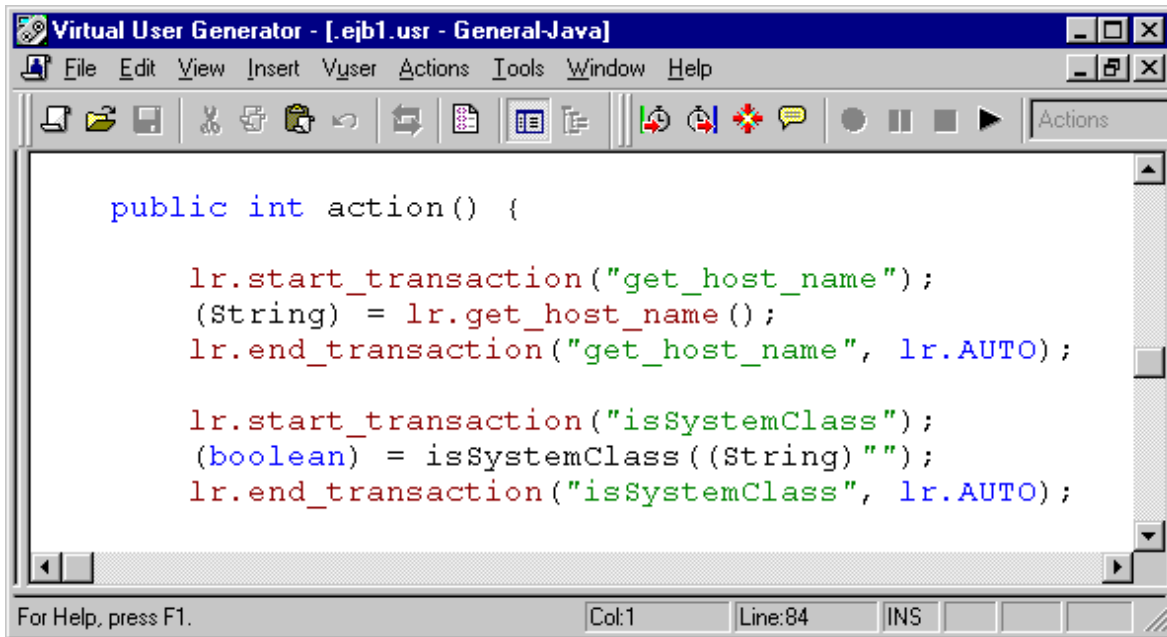 Virtual User Generator - [.ejb1.usr - General-Java]
File Edit View Insert Vuser Actions Tools Window Help
Actions
public int action() {
lr.start_transaction("get_host_name");
(String) = lr.get_host_name();
lr.end_transaction("get_host_name", lr.AUTO);
lr.start_transaction("isSystemClass");
(boolean) = isSystemClass((String)"");
lr.end_transaction("isSystemClass", lr.AUTO);
For Help, press F1. Col:1 Line:84 INS